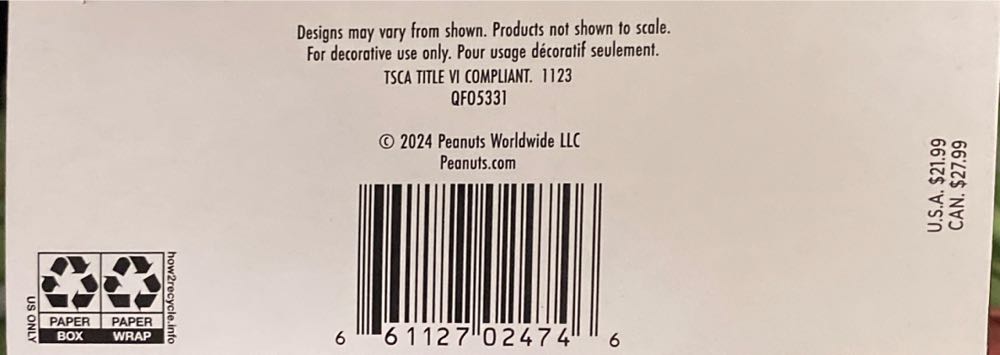 Designs may vary from shown. Products not shown to scale.
For decorative use only. Pour usage décoratif seulement.
TSCA TITLE VI COMPLIANT. 1123
QFO5331
© 2024 Peanuts Worldwide LLC
Peanuts.com
U.S.A. $21.99
CAN. $27.99
US ONLY
PAPER
BOX
PAPER
WRAP
how2recycle.info
6 61127 02474 6